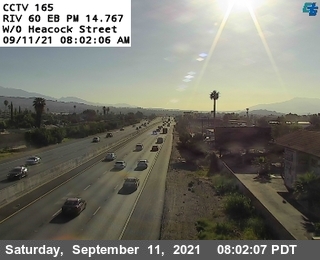 CCTV 165
RIV 60 EB PM 14.767
W/O Heacock Street
09/11/21 08:02:06 AM
Saturday, September 11, 2021 08:02:07 PDT